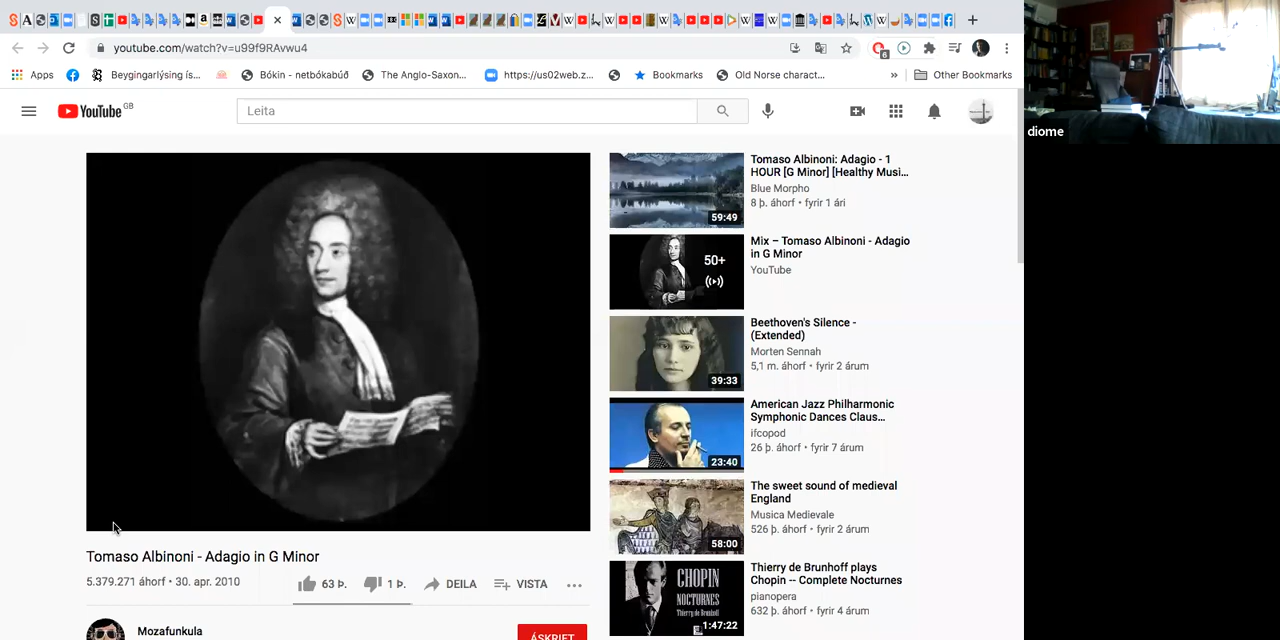 youtube.com/watch?v=u99f9RAvwu4
6
Apps
Beygingarlýsing ís...
Bókin - netbókabúð
The Anglo-Saxon...
https://us02web.z...
Bookmarks
Old Norse charact...
»
Other Bookmarks
YouTube GB
Leita
diome
59:49
Tomaso Albinoni: Adagio - 1
HOUR [G Minor] [Healthy Musi...
Blue Morpho
8 þ. áhorf • fyrir 1 ári
50+
Mix – Tomaso Albinoni - Adagio
in G Minor
YouTube
39:33
Beethoven's Silence -
(Extended)
Morten Sennah
5,1 m. áhorf • fyrir 2 árum
23:40
American Jazz Philharmonic
Symphonic Dances Claus...
ifcopod
26 þ. áhorf • fyrir 7 árum
58:00
The sweet sound of medieval
England
Musica Medievale
526 þ. áhorf • fyrir 2 árum
CHOPIN
NOCTURNES
Thierry de Brunhoff
1:47:22
Thierry de Brunhoff plays
Chopin -- Complete Nocturnes
pianopera
632 þ. áhorf • fyrir 4 árum
Tomaso Albinoni - Adagio in G Minor
5.379.271 áhorf • 30. apr. 2010
63 Þ.
1 Þ.
DEILA
VISTA
Mozafunkula
ÁSKRIFT